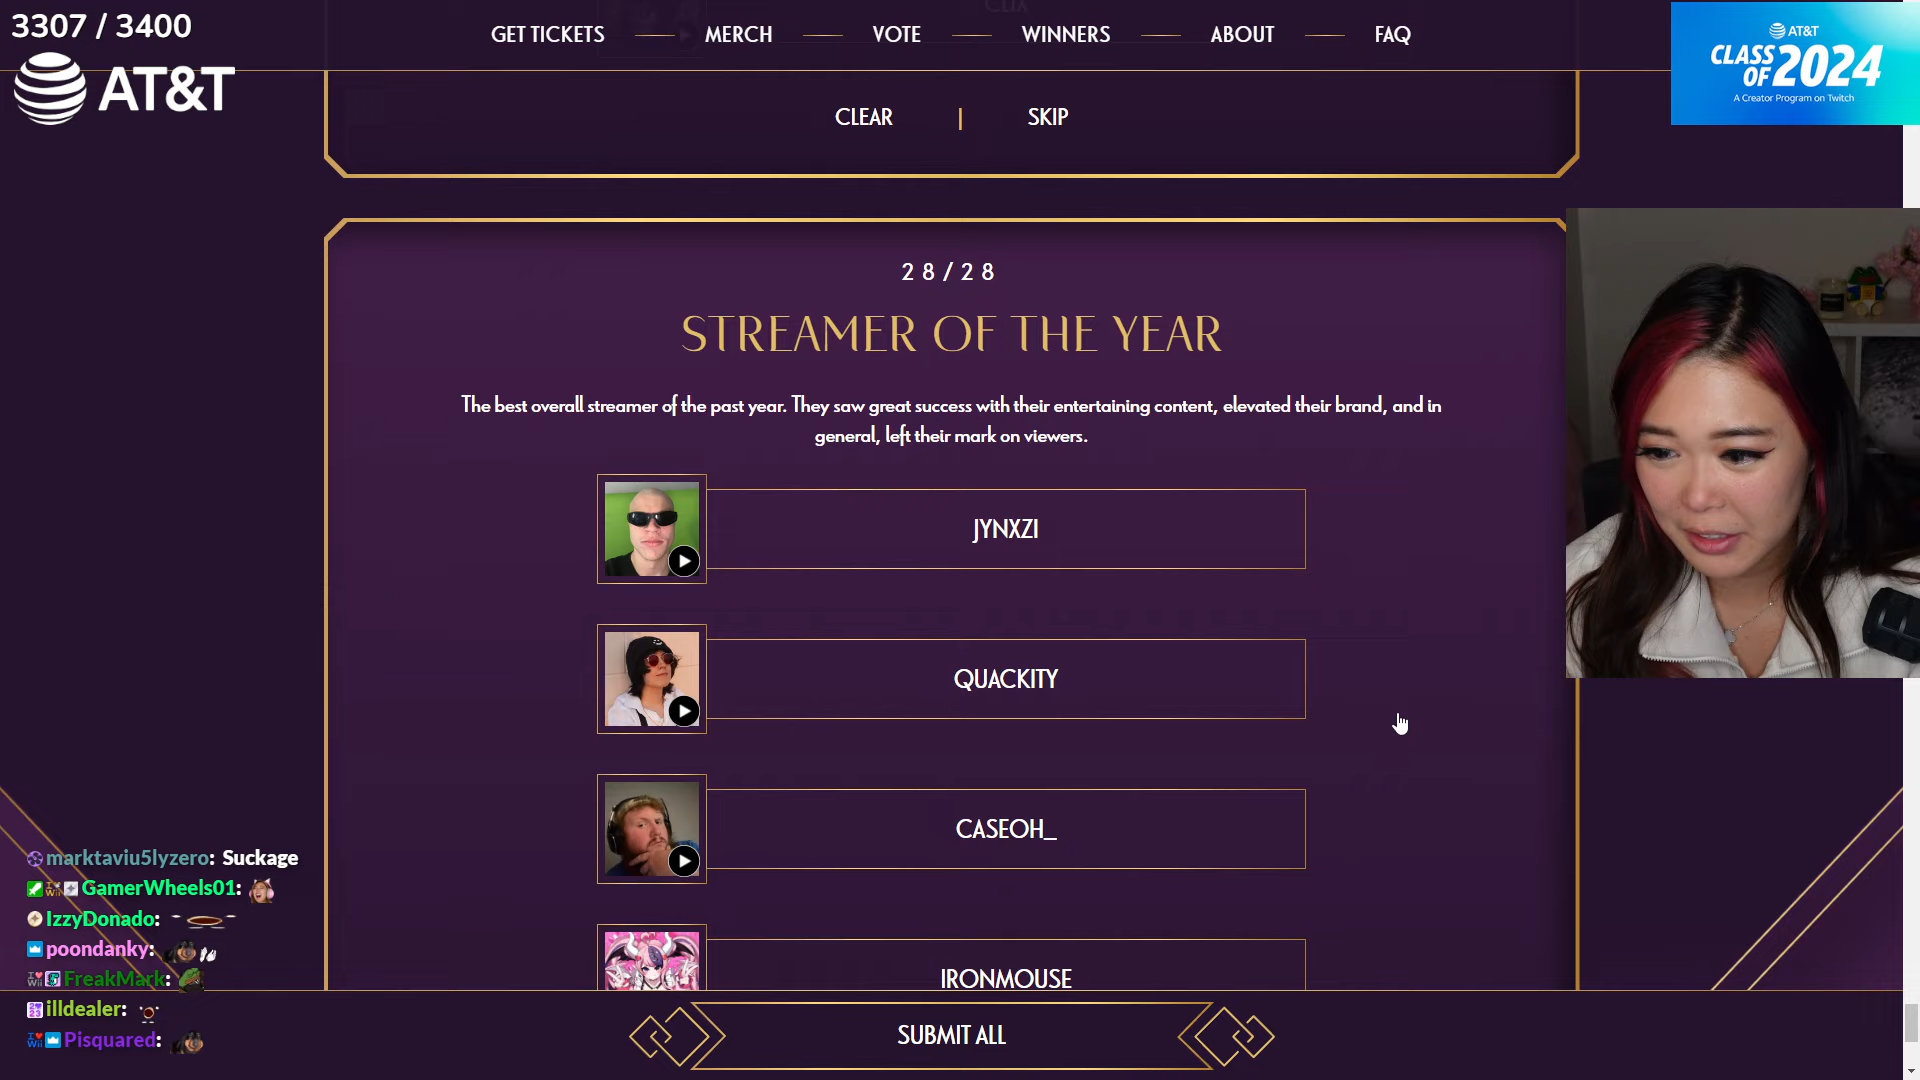 3307 / 3400
AT&T
GET TICKETS
MERCH
VOTE
WINNERS
ABOUT
FAQ
AT&T
CLASS
OF 2024
A Creator Program on Twitch
CLIX
CLEAR | SKIP
28/28
STREAMER OF THE YEAR
The best overall streamer of the past year. They saw great success with their entertaining content, elevated their brand, and in
general, left their mark on viewers.
JYNXZI
QUACKITY
CASEOH_
IRONMOUSE
SUBMIT ALL
marktaviu5lyzero: Suckage
GamerWheels01:
IzzyDonado:
poondanky:
FreakMark:
illdealer:
Pisquared: